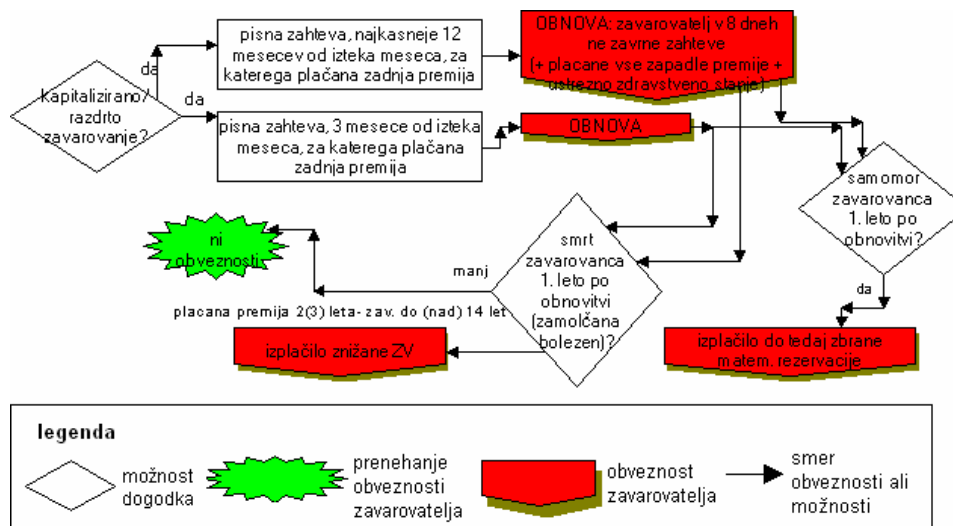 kapitalizirano/
razdrto
zavarovanje?
da
da
pisna zahteva, najkasneje 12
mesecev od izteka meseca, za
katerega plačana zadnja premija
OBNOVA: zavarovatelj v 8 dneh
ne zavrne zahteve
(+ placane vse zapadle premije +
ustrezno zdravstveno stanje)
pisna zahteva, 3 mesece od izteka
meseca, za katerega plačana
zadnja premija
OBNOVA
samomor
zavarovanca
1. leto po
obnovitvi?
da
izplačilo do tedaj zbrane
matem. rezervacije
smrt
zavarovanca
1. leto po
obnovitvi
(zamolčana
bolezen)?
manj
ni
obveznosti
placana premija 2(3) leta- zav. do (nad) 14 let
izplačilo znižane ZV
legenda
možnost
dogodka
prenehanje
obveznosti
zavarovatelja
obveznost
zavarovatelja
smer
obveznosti ali
možnosti